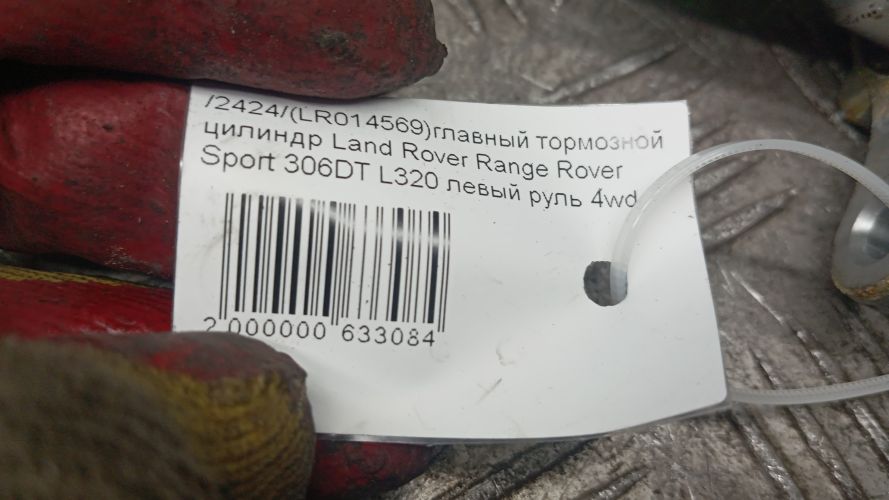 /2424/(LR014569)главный тормозной
цилиндр Land Rover Range Rover
Sport 306DT L320 левый руль 4wd
2 000000 633084